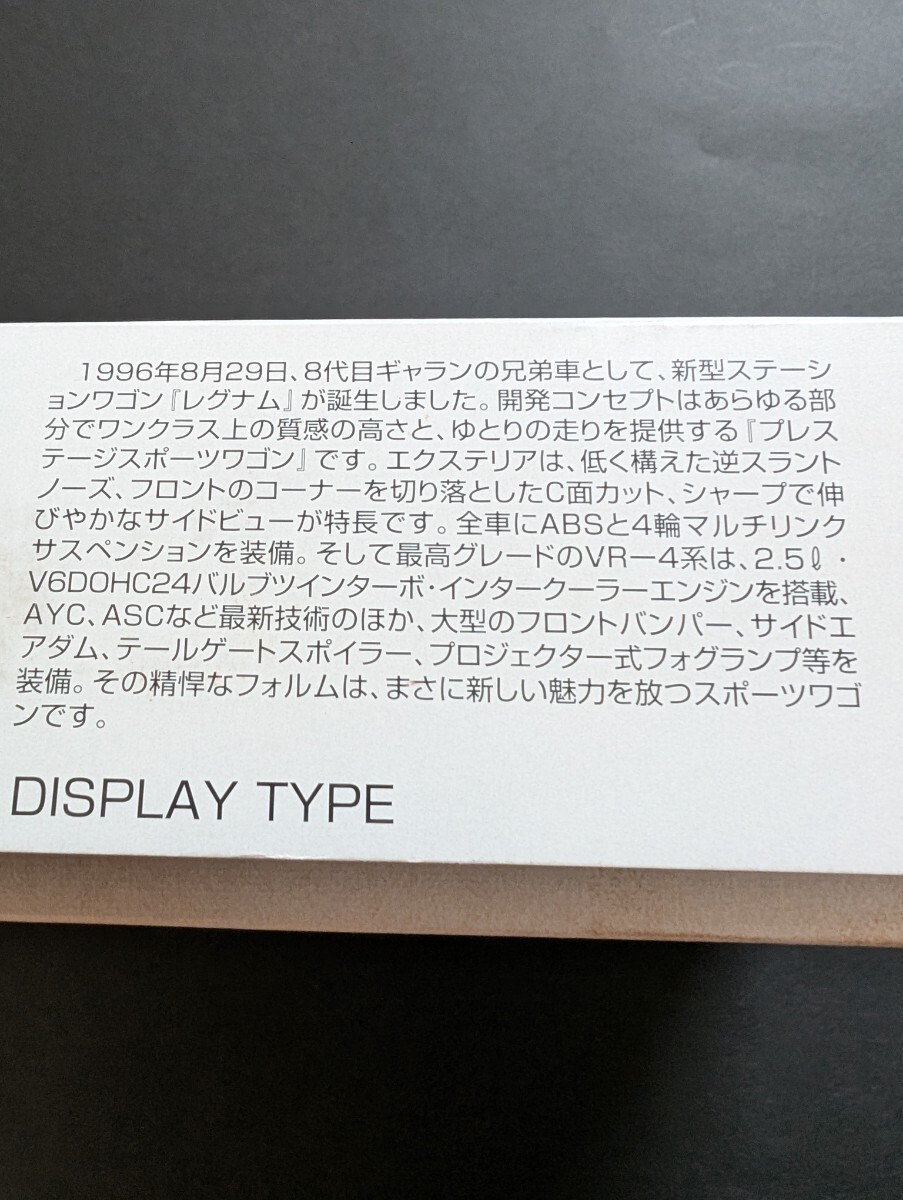 1996年8月29日、8代目ギャランの兄弟車として、新型ステーシ
ョンワゴン『レグナム』が誕生しました。開発コンセプトはあらゆる部
分でワンクラス上の質感の高さと、ゆとりの走りを提供する『プレス
テージスポーツワゴン』です。エクステリアは、低く構えた逆スラント
ノーズ、フロントのコーナーを切り落としたC面カット、シャープで伸
びやかなサイドビューが特長です。全車にABSと4輪マルチリンク
サスペンションを装備。そして最高グレードのVRー4系は、2.5ℓ・
V6DOHC24バルブツインターボ・インタークーラーエンジンを搭載、
AYC、ASCなど最新技術のほか、大型のフロントバンパー、サイドエ
アダム、テールゲートスポイラー、プロジェクター式フォグランプ等を
装備。その精悍なフォルムは、まさに新しい魅力を放つスポーツワゴ
ンです。
DISPLAY TYPE